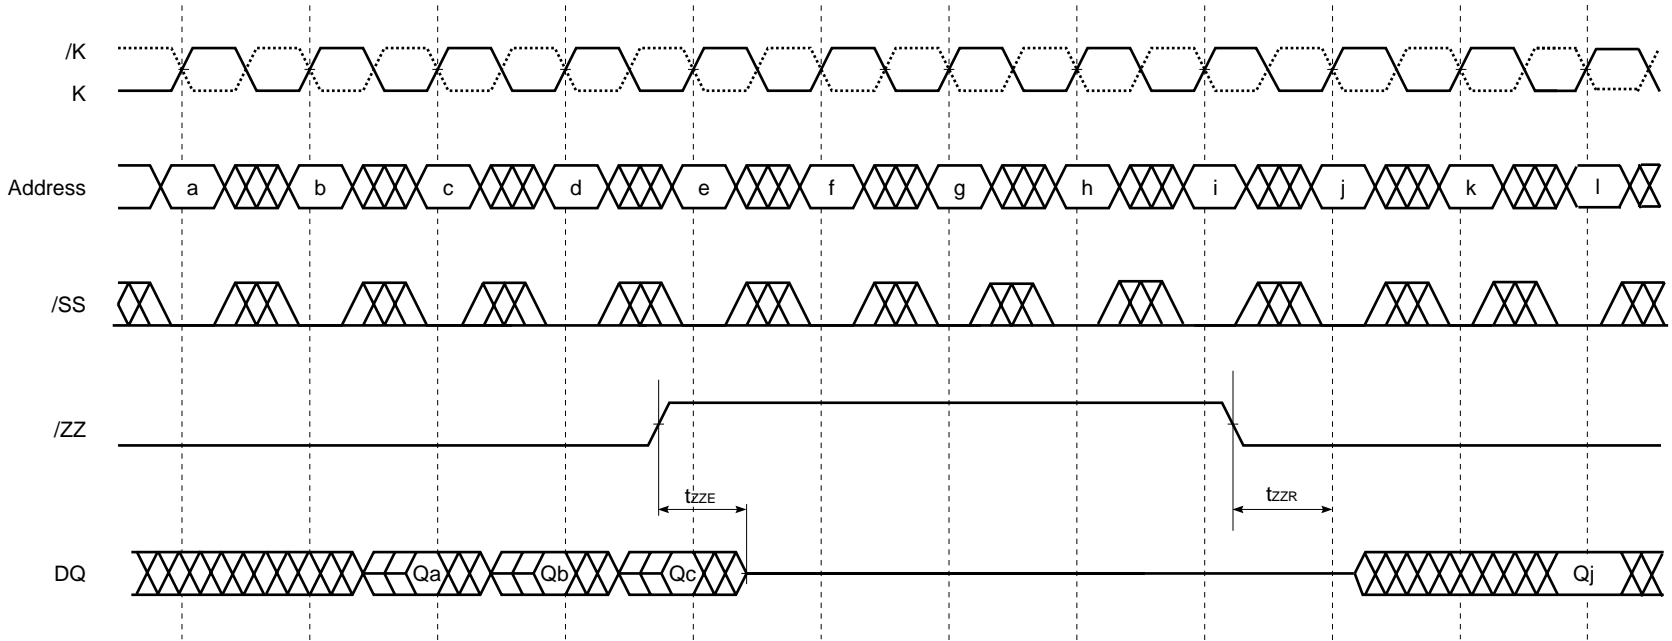 /K
K
Address a b c d e f g h i j k l
/SS
/ZZ
tZZE tZZR
DQ Qa Qb Qc Qj